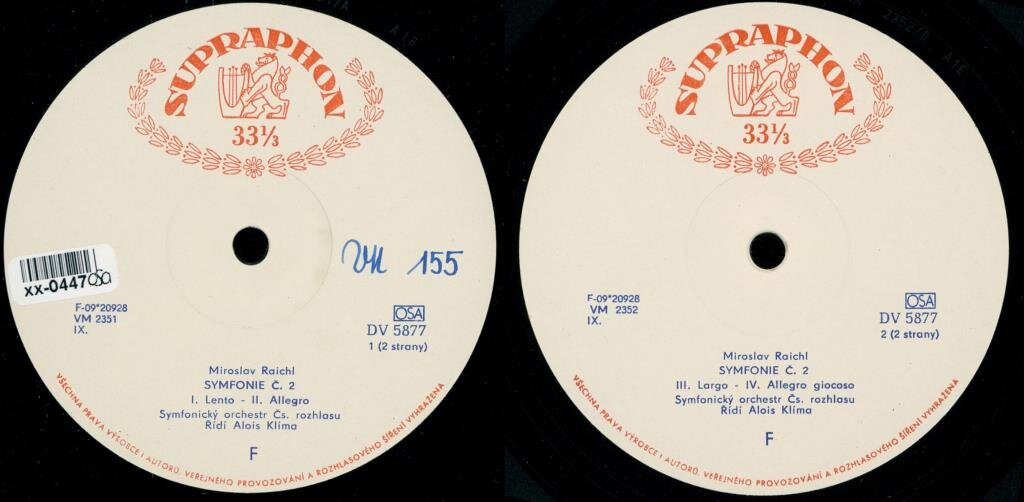 SUPRAPHON
33⅓
VM 155
xx-0447
OSA
F-09*20928
VM 2351
IX.
OSA
DV 5877
1 (2 strany)
Miroslav Raichl
SYMFONIE Č. 2
I. Lento - II. Allegro
Symfonický orchestr Čs. rozhlasu
Řídí Alois Klíma
F
VŠECHNA PRÁVA VÝROBCE I AUTORŮ, VEŘEJNÉHO PROVOZOVÁNÍ A ROZHLASOVÉHO ŠÍŘENÍ VYHRAZENA
A1B
SUPRAPHON
33⅓
F-09*20928
VM 2352
IX.
OSA
DV 5877
2 (2 strany)
Miroslav Raichl
SYMFONIE Č. 2
III. Largo - IV. Allegro giocoso
Symfonický orchestr Čs. rozhlasu
Řídí Alois Klíma
F
VŠECHNA PRÁVA VÝROBCE I AUTORŮ, VEŘEJNÉHO PROVOZOVÁNÍ A ROZHLASOVÉHO ŠÍŘENÍ VYHRAZENA
A1E